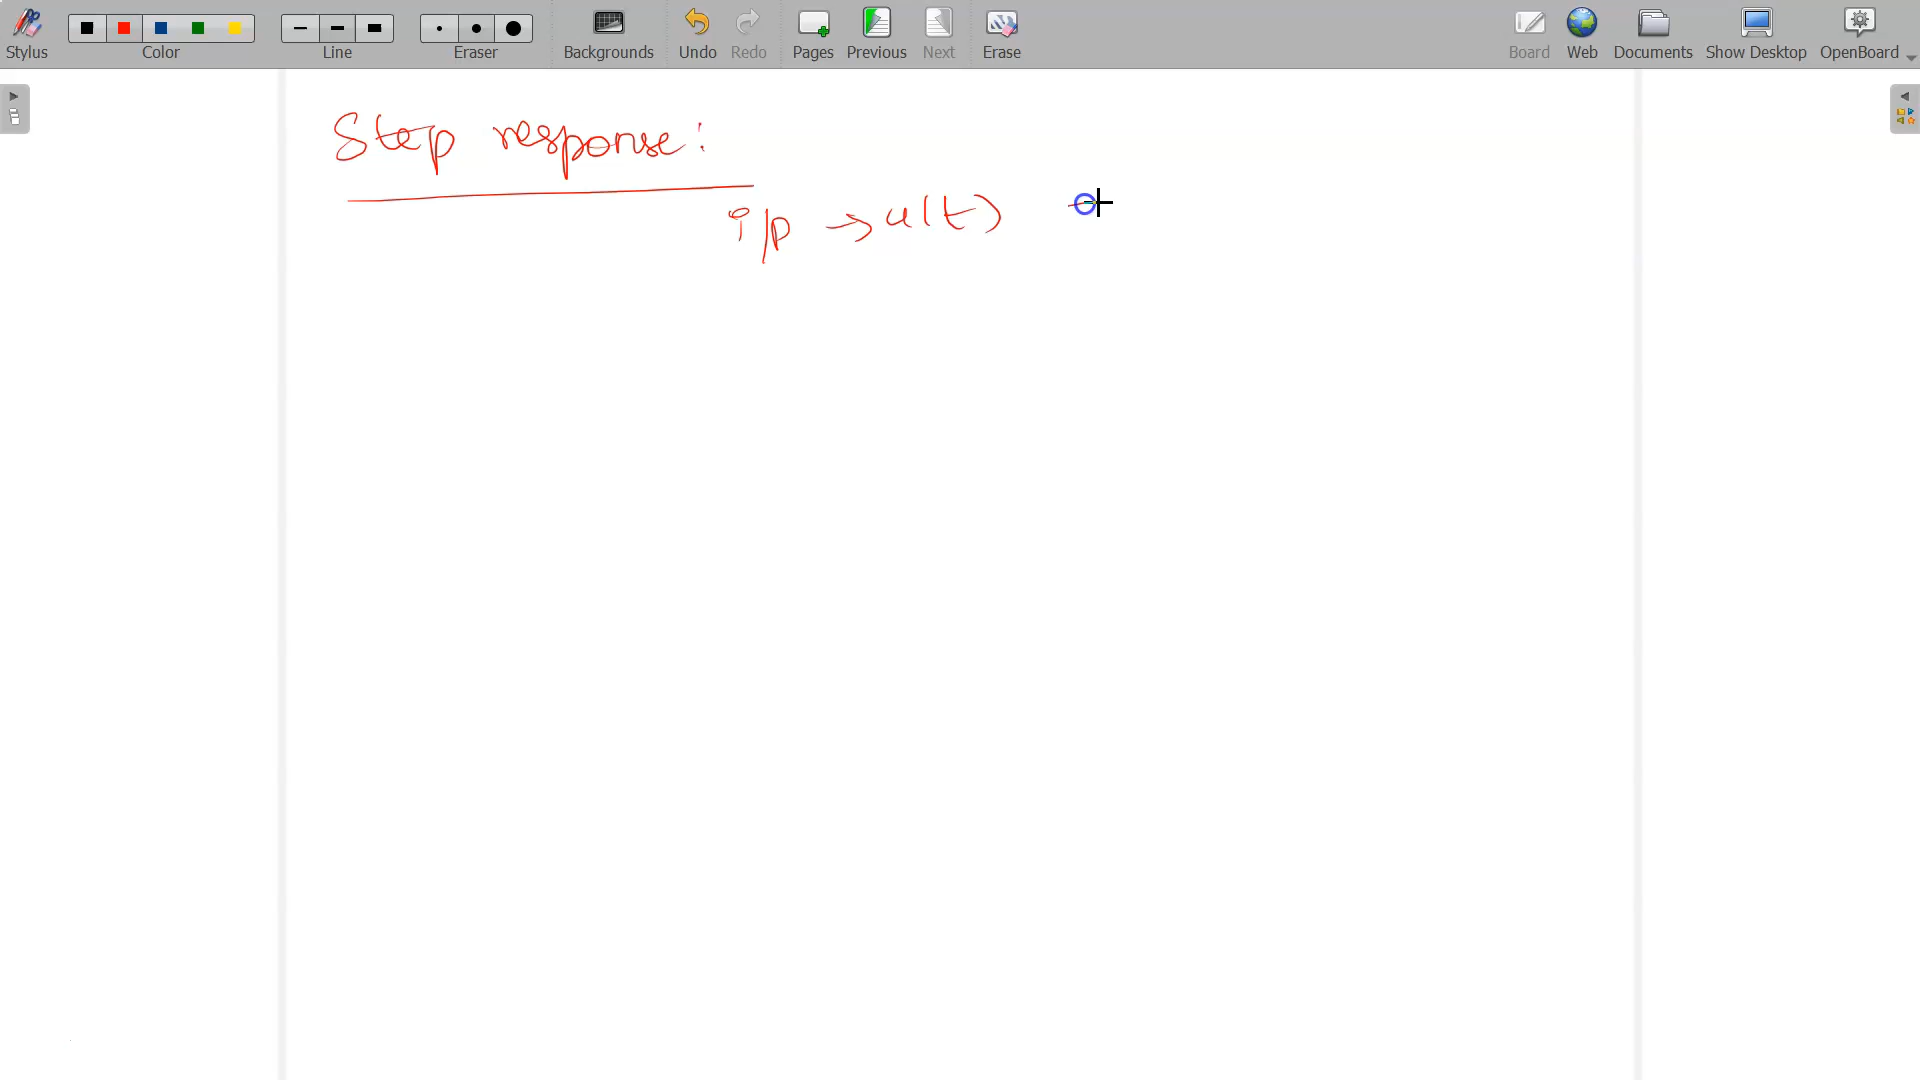 Stylus Color Line Eraser Backgrounds Undo Redo Pages Previous Next Erase Board Web Documents Show Desktop OpenBoard
Step response:
i/p → u(t)